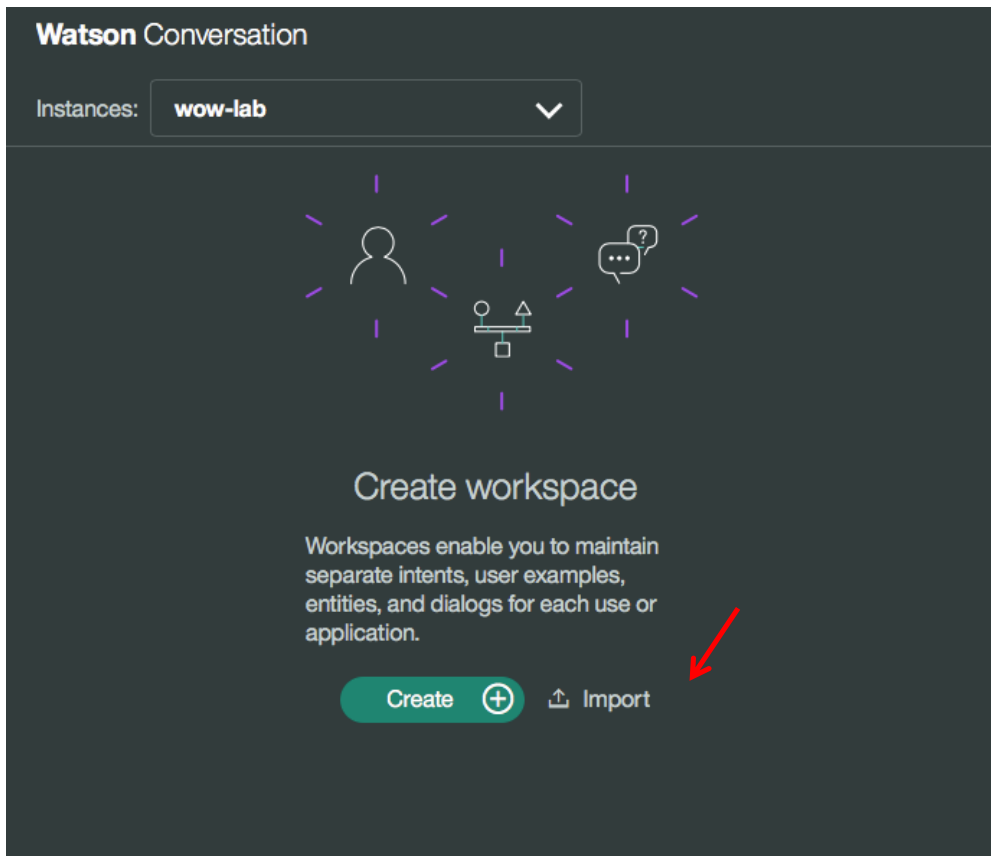 Watson Conversation
Instances: wow-lab
?
Create workspace
Workspaces enable you to maintain
separate intents, user examples,
entities, and dialogs for each use or
application.
Create Import